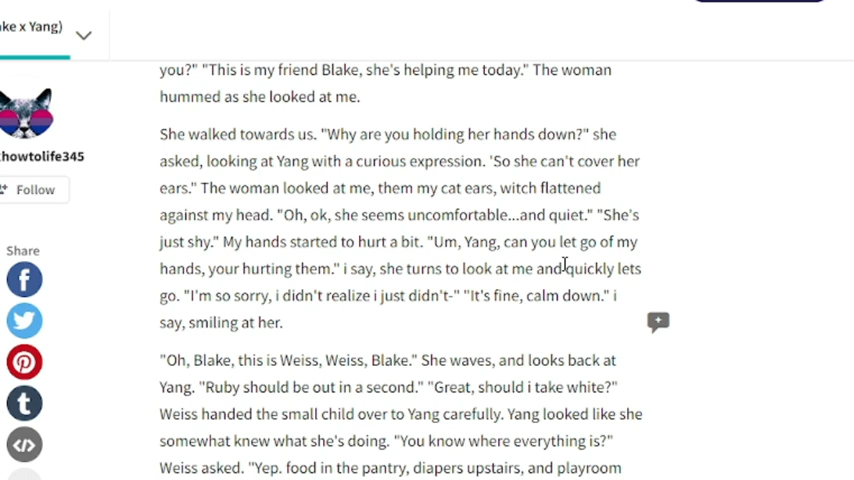 ake x Yang)
you?" "This is my friend Blake, she's helping me today." The woman
hummed as she looked at me.
howtolife345
Follow
Share
She walked towards us. "Why are you holding her hands down?" she
asked, looking at Yang with a curious expression. 'So she can't cover her
ears." The woman looked at me, them my cat ears, witch flattened
against my head. "Oh, ok, she seems uncomfortable...and quiet." "She's
just shy." My hands started to hurt a bit. "Um, Yang, can you let go of my
hands, your hurting them." i say, she turns to look at me and quickly lets
go. "I'm so sorry, i didn't realize i just didn't-" "It's fine, calm down." i
say, smiling at her.
"Oh, Blake, this is Weiss, Weiss, Blake." She waves, and looks back at
Yang. "Ruby should be out in a second." "Great, should i take white?"
Weiss handed the small child over to Yang carefully. Yang looked like she
somewhat knew what she's doing. "You know where everything is?"
Weiss asked. "Yep. food in the pantry, diapers upstairs, and playroom